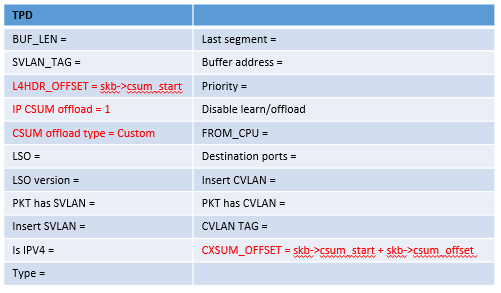 TPD
BUF_LEN = Last segment =
SVLAN_TAG = Buffer address =
L4HDR_OFFSET = skb->csum_start Priority =
IP CSUM offload = 1 Disable learn/offload
CSUM offload type = Custom FROM_CPU =
LSO = Destination ports =
LSO version = Insert CVLAN =
PKT has SVLAN = PKT has CVLAN =
Insert SVLAN = CVLAN TAG =
Is IPV4 = CXSUM_OFFSET = skb->csum_start + skb->csum_offset
Type =